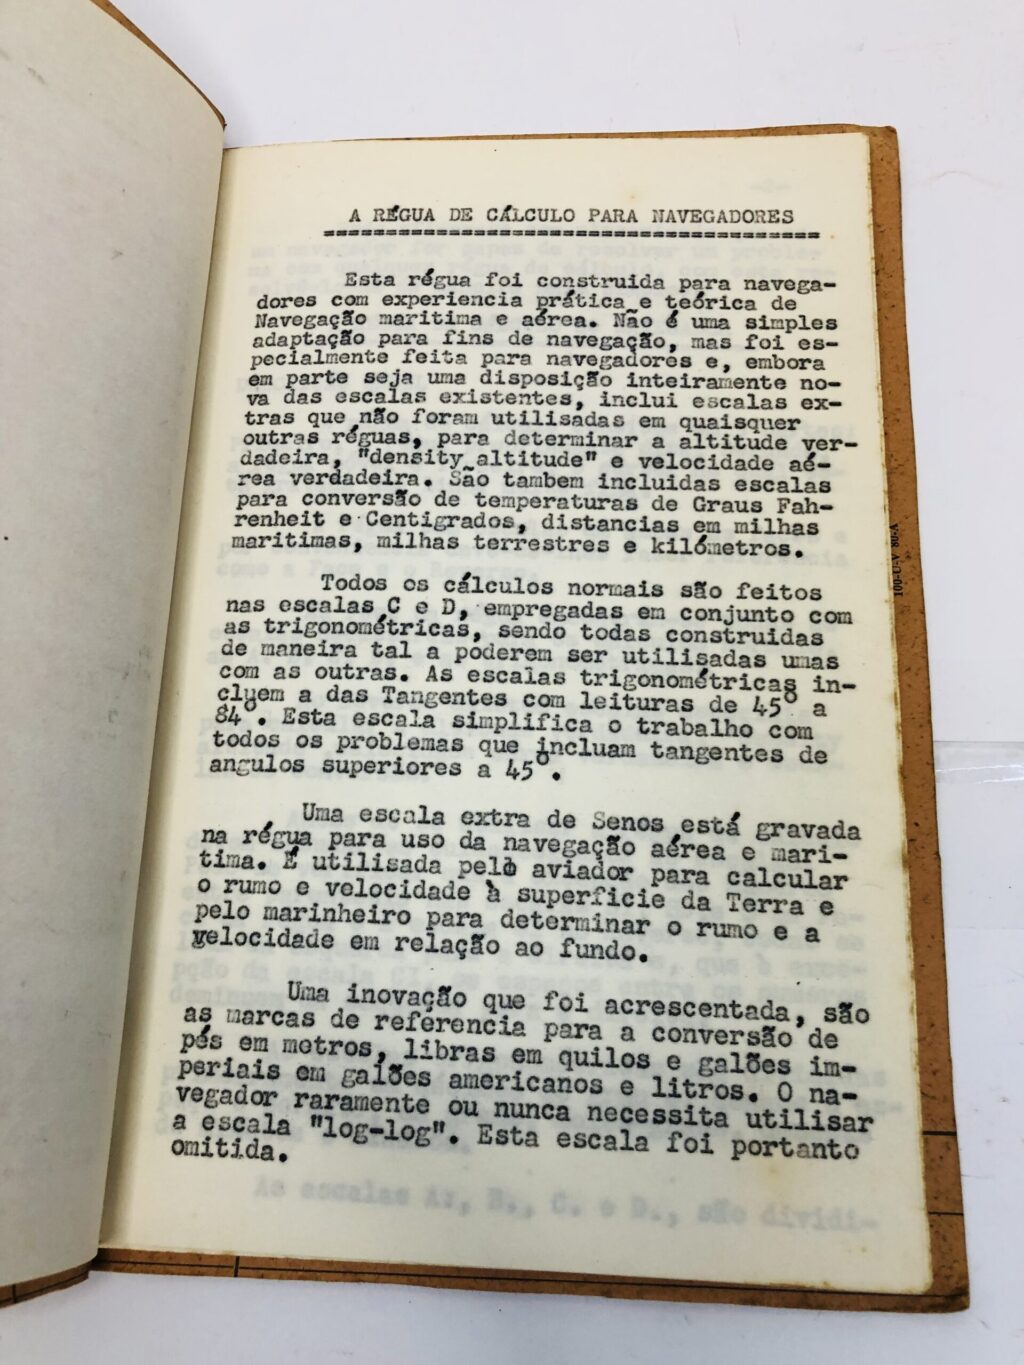 A RÉGUA DE CÁLCULO PARA NAVEGADORES
Esta régua foi construida para navega-
dores com experiencia prática e teórica de
Navegação maritima e aérea. Não é uma simples
adaptação para fins de navegação, mas foi es-
pecialmente feita para navegadores e, embora
em parte seja uma disposição inteiramente no-
va das escalas existentes, inclui escalas ex-
tras que não foram utilisadas em quaisquer
outras réguas, para determinar a altitude ver-
dadeira, "density altitude" e velocidade aé-
rea verdadeira. São tambem incluidas escalas
para conversão de temperaturas de Graus Fah-
renheit e Centigrados, distancias em milhas
maritimas, milhas terrestres e kilómetros.
Todos os cálculos normais são feitos
nas escalas C e D, empregadas em conjunto com
as trigonométricas, sendo todas construidas
de maneira tal a poderem ser utilisadas umas
com as outras. As escalas trigonométricas in-
cluem a das Tangentes com leituras de 45º a
84º. Esta escala simplifica o trabalho com
todos os problemas que incluam tangentes de
angulos superiores a 45º.
Uma escala extra de Senos está gravada
na régua para uso da navegação aérea e mari-
tima. É utilisada pelo aviador para calcular
o rumo e velocidade à superficie da Terra e
pelo marinheiro para determinar o rumo e a
velocidade em relação ao fundo.
Uma inovação que foi acrescentada, são
as marcas de referencia para a conversão de
pés em metros, libras em quilos e galões im-
periais em galões americanos e litros. O na-
vegador raramente ou nunca necessita utilisar
a escala "log-log". Esta escala foi portanto
omitida.
As escalas A., B., C. e D., são dividi-
100-U-V 80-A